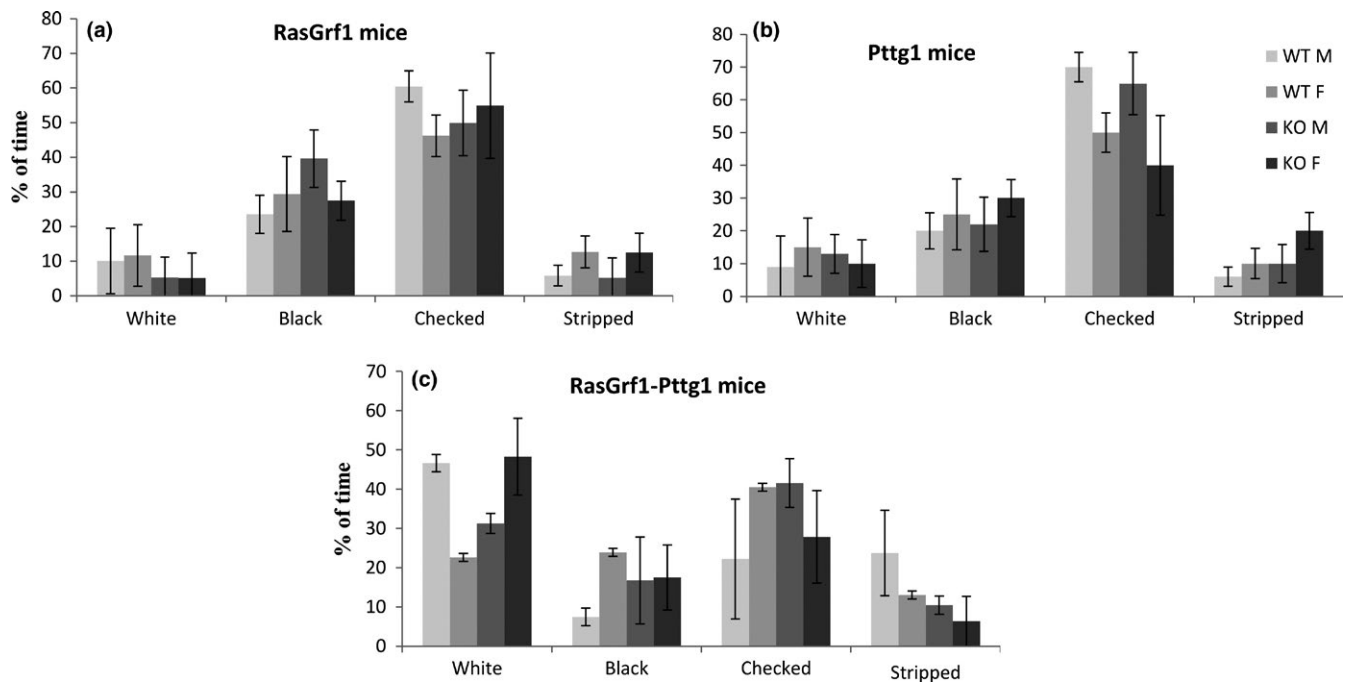 (a)
RasGrf1 mice
% of time
80
70
60
50
40
30
20
10
0
White Black Checked Stripped
(b)
Pttg1 mice
80
70
60
50
40
30
20
10
0
White Black Checked Stripped
WT M
WT F
KO M
KO F
(c)
RasGrf1-Pttg1 mice
% of time
70
60
50
40
30
20
10
0
White Black Checked Stripped